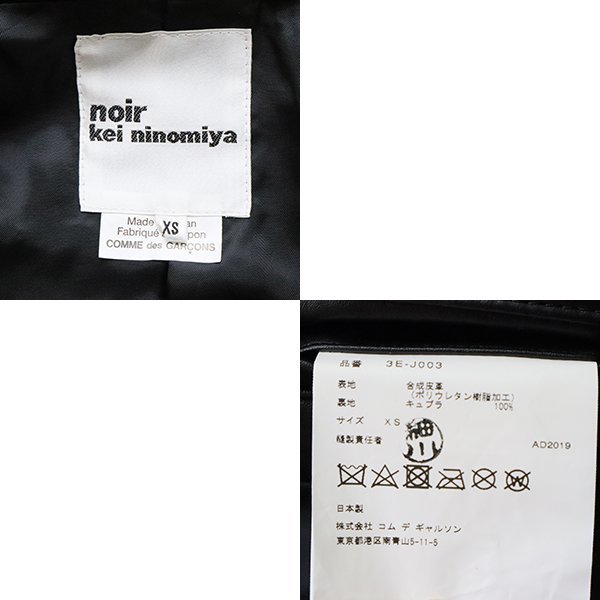 noir
kei ninomiya
Made XS an
Fabriqué pon
COMME des GARÇONS
品番 3E-J003
表地 合成皮革
(ポリウレタン樹脂加工)
裏地 キュプラ 100%
サイズ XS
縫製責任者 細川 AD2019
日本製
株式会社 コム デ ギャルソン
東京都港区南青山5-11-5